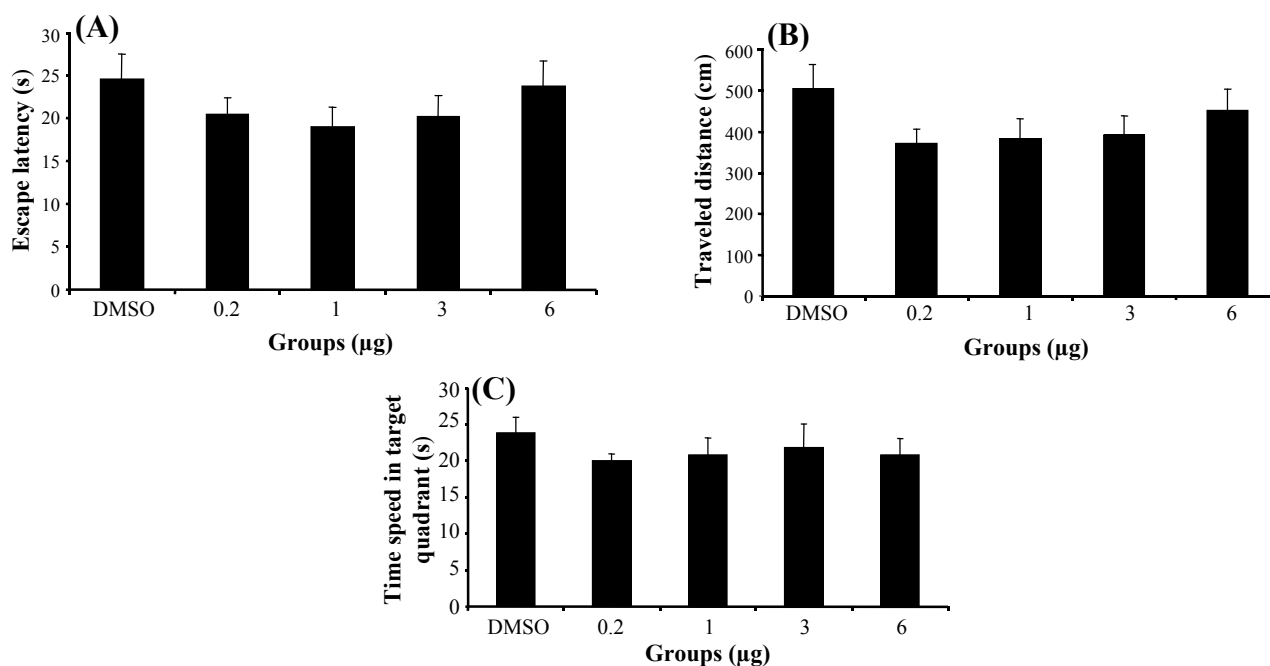 (A)
Escape latency (s)
30
25
20
15
10
5
0
DMSO 0.2 1 3 6
Groups (µg)
(B)
Traveled distance (cm)
600
500
400
300
200
100
0
DMSO 0.2 1 3 6
Groups (µg)
(C)
Time speed in target
quadrant (s)
30
25
20
15
10
5
0
DMSO 0.2 1 3 6
Groups (µg)